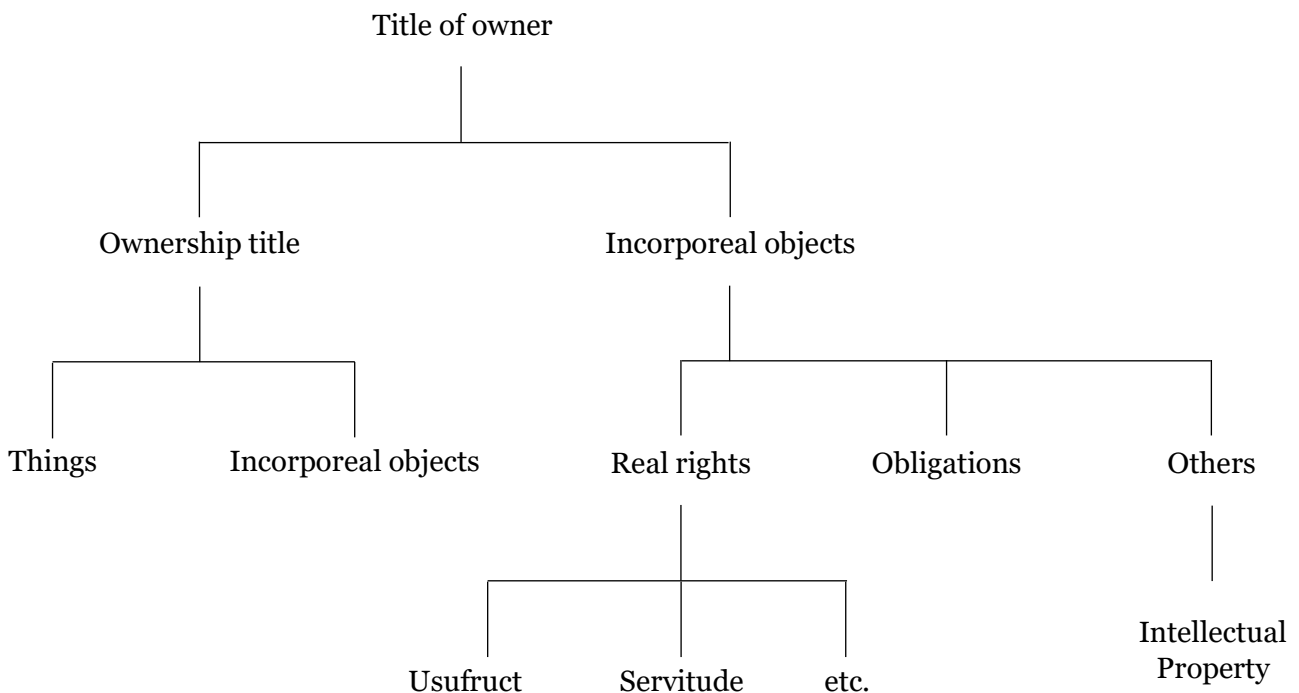 Title of owner
Ownership title
Incorporeal objects
Things
Incorporeal objects
Real rights
Obligations
Others
Usufruct
Servitude
etc.
Intellectual
Property